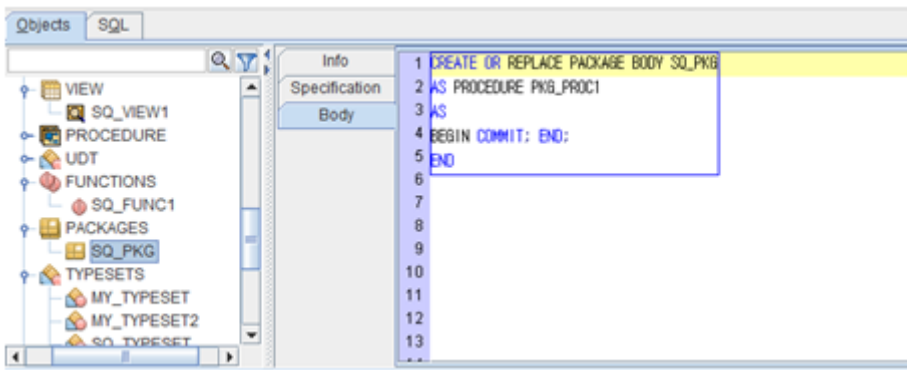 Objects SQL
VIEW
SQ_VIEW1
PROCEDURE
UDT
FUNCTIONS
SQ_FUNC1
PACKAGES
SQ_PKG
TYPESETS
MY_TYPESET
MY_TYPESET2
SQ_TYPESET
Info
Specification
Body
1 CREATE OR REPLACE PACKAGE BODY SQ_PKG
2 AS PROCEDURE PKG_PROC1
3 AS
4 BEGIN COMMIT; END;
5 END
6
7
8
9
10
11
12
13